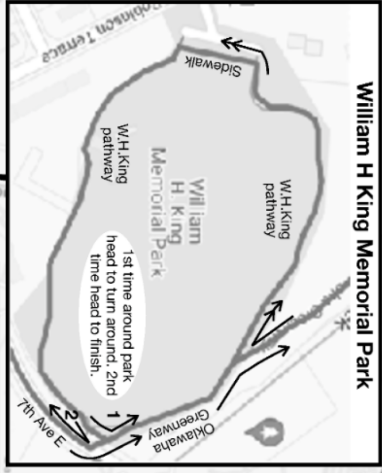 William H King Memorial Park
Robinson Terrace
Sidewalk
W.H.King
pathway
William
H. King
Memorial Park
W.H.King
pathway
1st time around park
head to turn around. 2nd
time head to finish.
1
2
7th Ave E
Oklawaha
Greenway